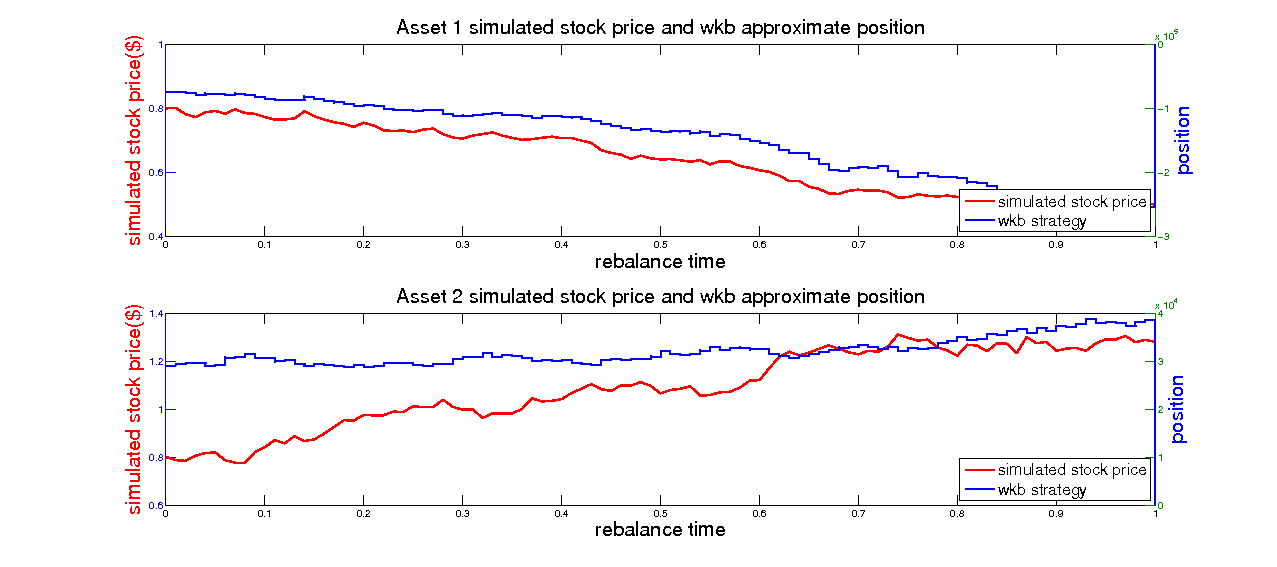 Asset 1 simulated stock price and wkb approximate position
simulated stock price($)
1
0.8
0.6
0.4
x 10^5
0
-1
-2
-3
position
simulated stock price
wkb strategy
0 0.1 0.2 0.3 0.4 0.5 0.6 0.7 0.8 0.9 1
rebalance time
Asset 2 simulated stock price and wkb approximate position
simulated stock price($)
1.4
1.2
1
0.8
0.6
x 10^4
4
3
2
1
0
position
simulated stock price
wkb strategy
0 0.1 0.2 0.3 0.4 0.5 0.6 0.7 0.8 0.9 1
rebalance time